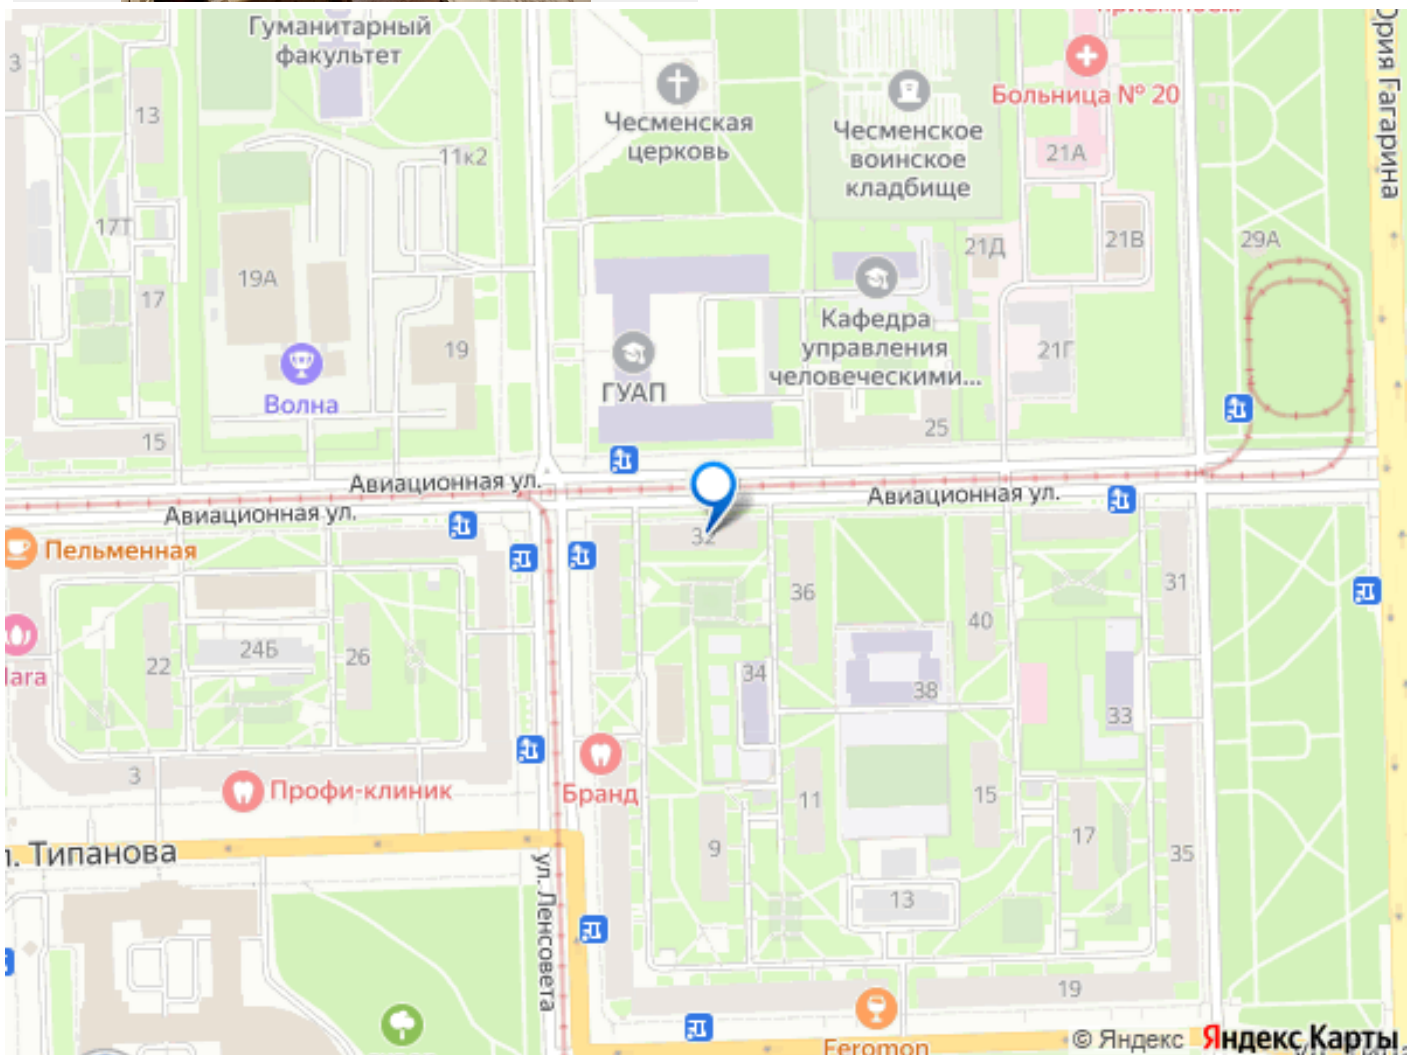 Гуманитарный
факультет
Больница № 20
Юрия Гагарина
3
13
Чесменская
церковь
Чесменское
воинское
кладбище
11к2
21А
17Т
21Д
21В
29А
19А
17
Кафедра
управления
человеческими...
19
21Г
ГУАП
Волна
15
25
Авиационная ул.
Авиационная ул.
Авиационная ул.
Пельменная
32
36
31
40
24Б
26
22
34
38
33
3
Профи-клиник
Бранд
11
15
17
9
35
ул. Типанова
13
ул. Ленсовета
19
Feromon
© Яндекс Яндекс Карты